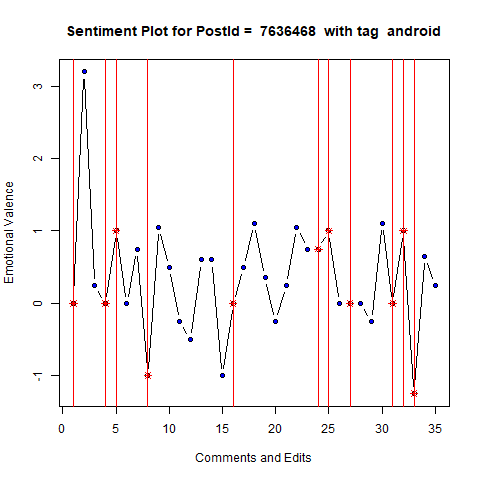 Sentiment Plot for PostId =  7636468  with tag  android
Emotional Valence
3
2
1
0
-1
0 5 10 15 20 25 30 35
Comments and Edits